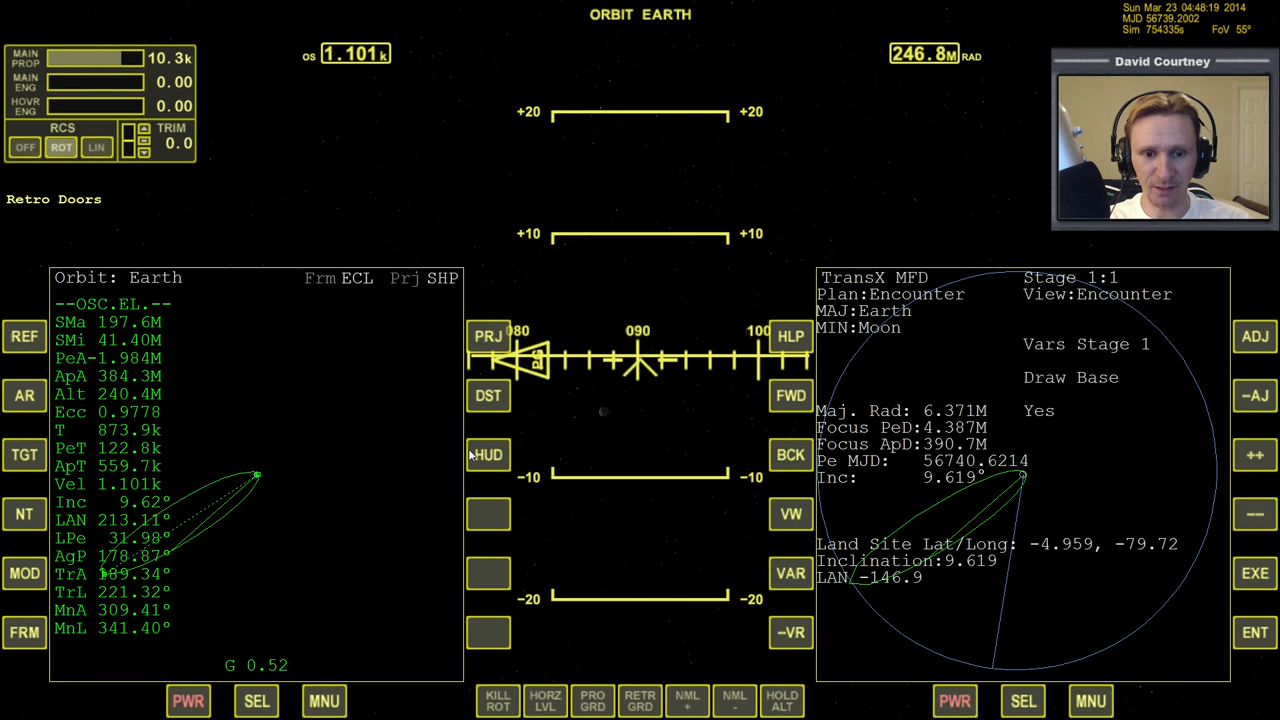 ORBIT EARTH
Sun Mar 23 04:48:19 2014
MJD 56739.2002
Sim 754335s FoV 55°
MAIN PROP 10.3k
MAIN ENG 0.00
HOVR ENG 0.00
RCS
TRIM
0.0
OFF ROT LIN
OS 1.101k
246.8M RAD
David Courtney
Retro Doors
+20 +20
+10 +10
080 090 100
-10 -10
-20 -20
Orbit: Earth Frm ECL Prj SHP
--OSC.EL.--
SMa 197.6M
SMi 41.40M
PeA-1.984M
ApA 384.3M
Alt 240.4M
Ecc 0.9778
T 873.9k
PeT 122.8k
ApT 559.7k
Vel 1.101k
Inc 9.62°
LAN 213.11°
LPe 31.98°
AgP 178.87°
TrA 189.34°
TrL 221.32°
MnA 309.41°
MnL 341.40°
G 0.52
REF
AR
TGT
NT
MOD
FRM
PRJ
DST
HUD
PWR SEL MNU
KILL ROT
HORZ LVL
PRO GRD
RETR GRD
NML +
NML -
HOLD ALT
TransX MFD Stage 1:1
Plan:Encounter View:Encounter
MAJ:Earth
MIN:Moon
Vars Stage 1
Draw Base
Maj. Rad: 6.371M Yes
Focus PeD:4.387M
Focus ApD:390.7M
Pe MJD: 56740.6214
Inc: 9.619°
Land Site Lat/Long: -4.959, -79.72
Inclination:9.619
LAN -146.9
HLP
FWD
BCK
VW
VAR
-VR
ADJ
-AJ
++
--
EXE
ENT
PWR SEL MNU